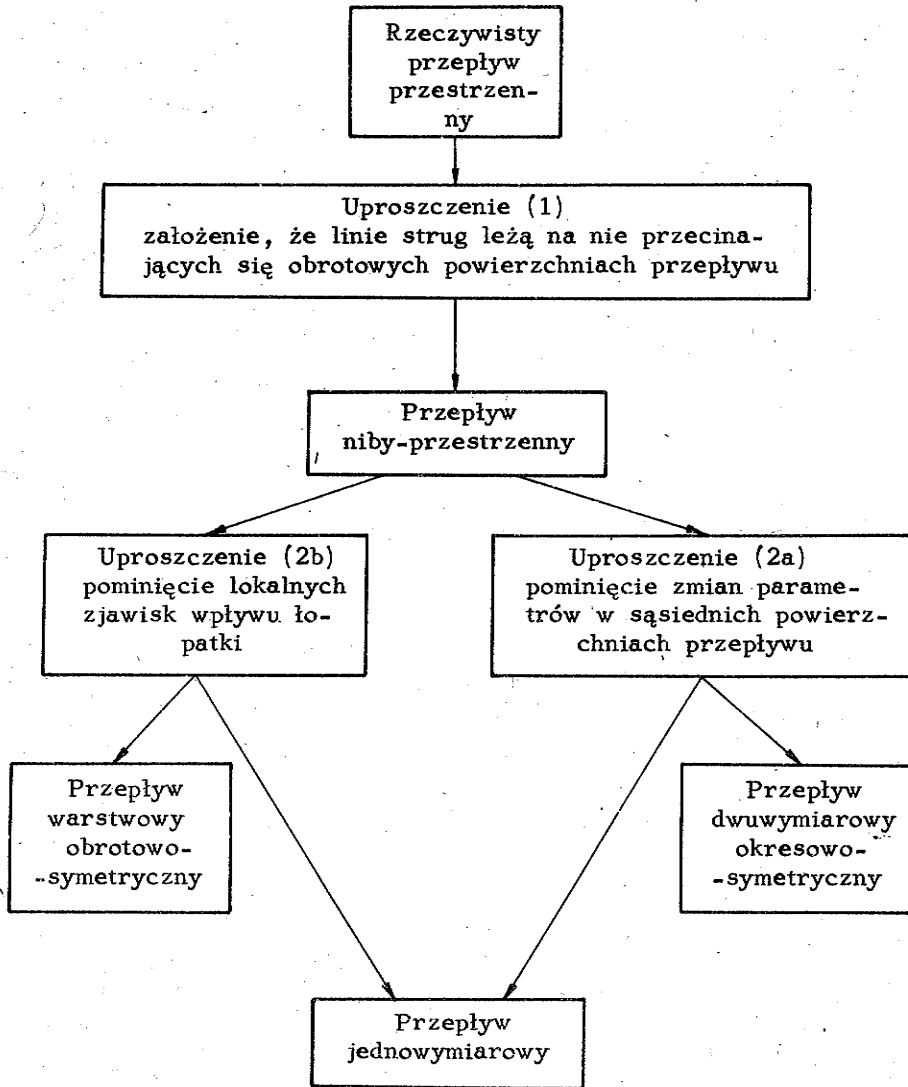 Rzeczywisty
przepływ
przestrzen-
ny
Uproszczenie (1)
założenie, że linie strug leżą na nie przecina-
jących się obrotowych powierzchniach przepływu
Przepływ
niby-przestrzenny
Uproszczenie (2b)
pominięcie lokalnych
zjawisk wpływu ło-
patki
Uproszczenie (2a)
pominięcie zmian parame-
trów w sąsiednich powierz-
chniach przepływu
Przepływ
warstwowy
obrotowo-
-symetryczny
Przepływ
dwuwymiarowy
okresowo-
-symetryczny
Przepływ
jednowymiarowy